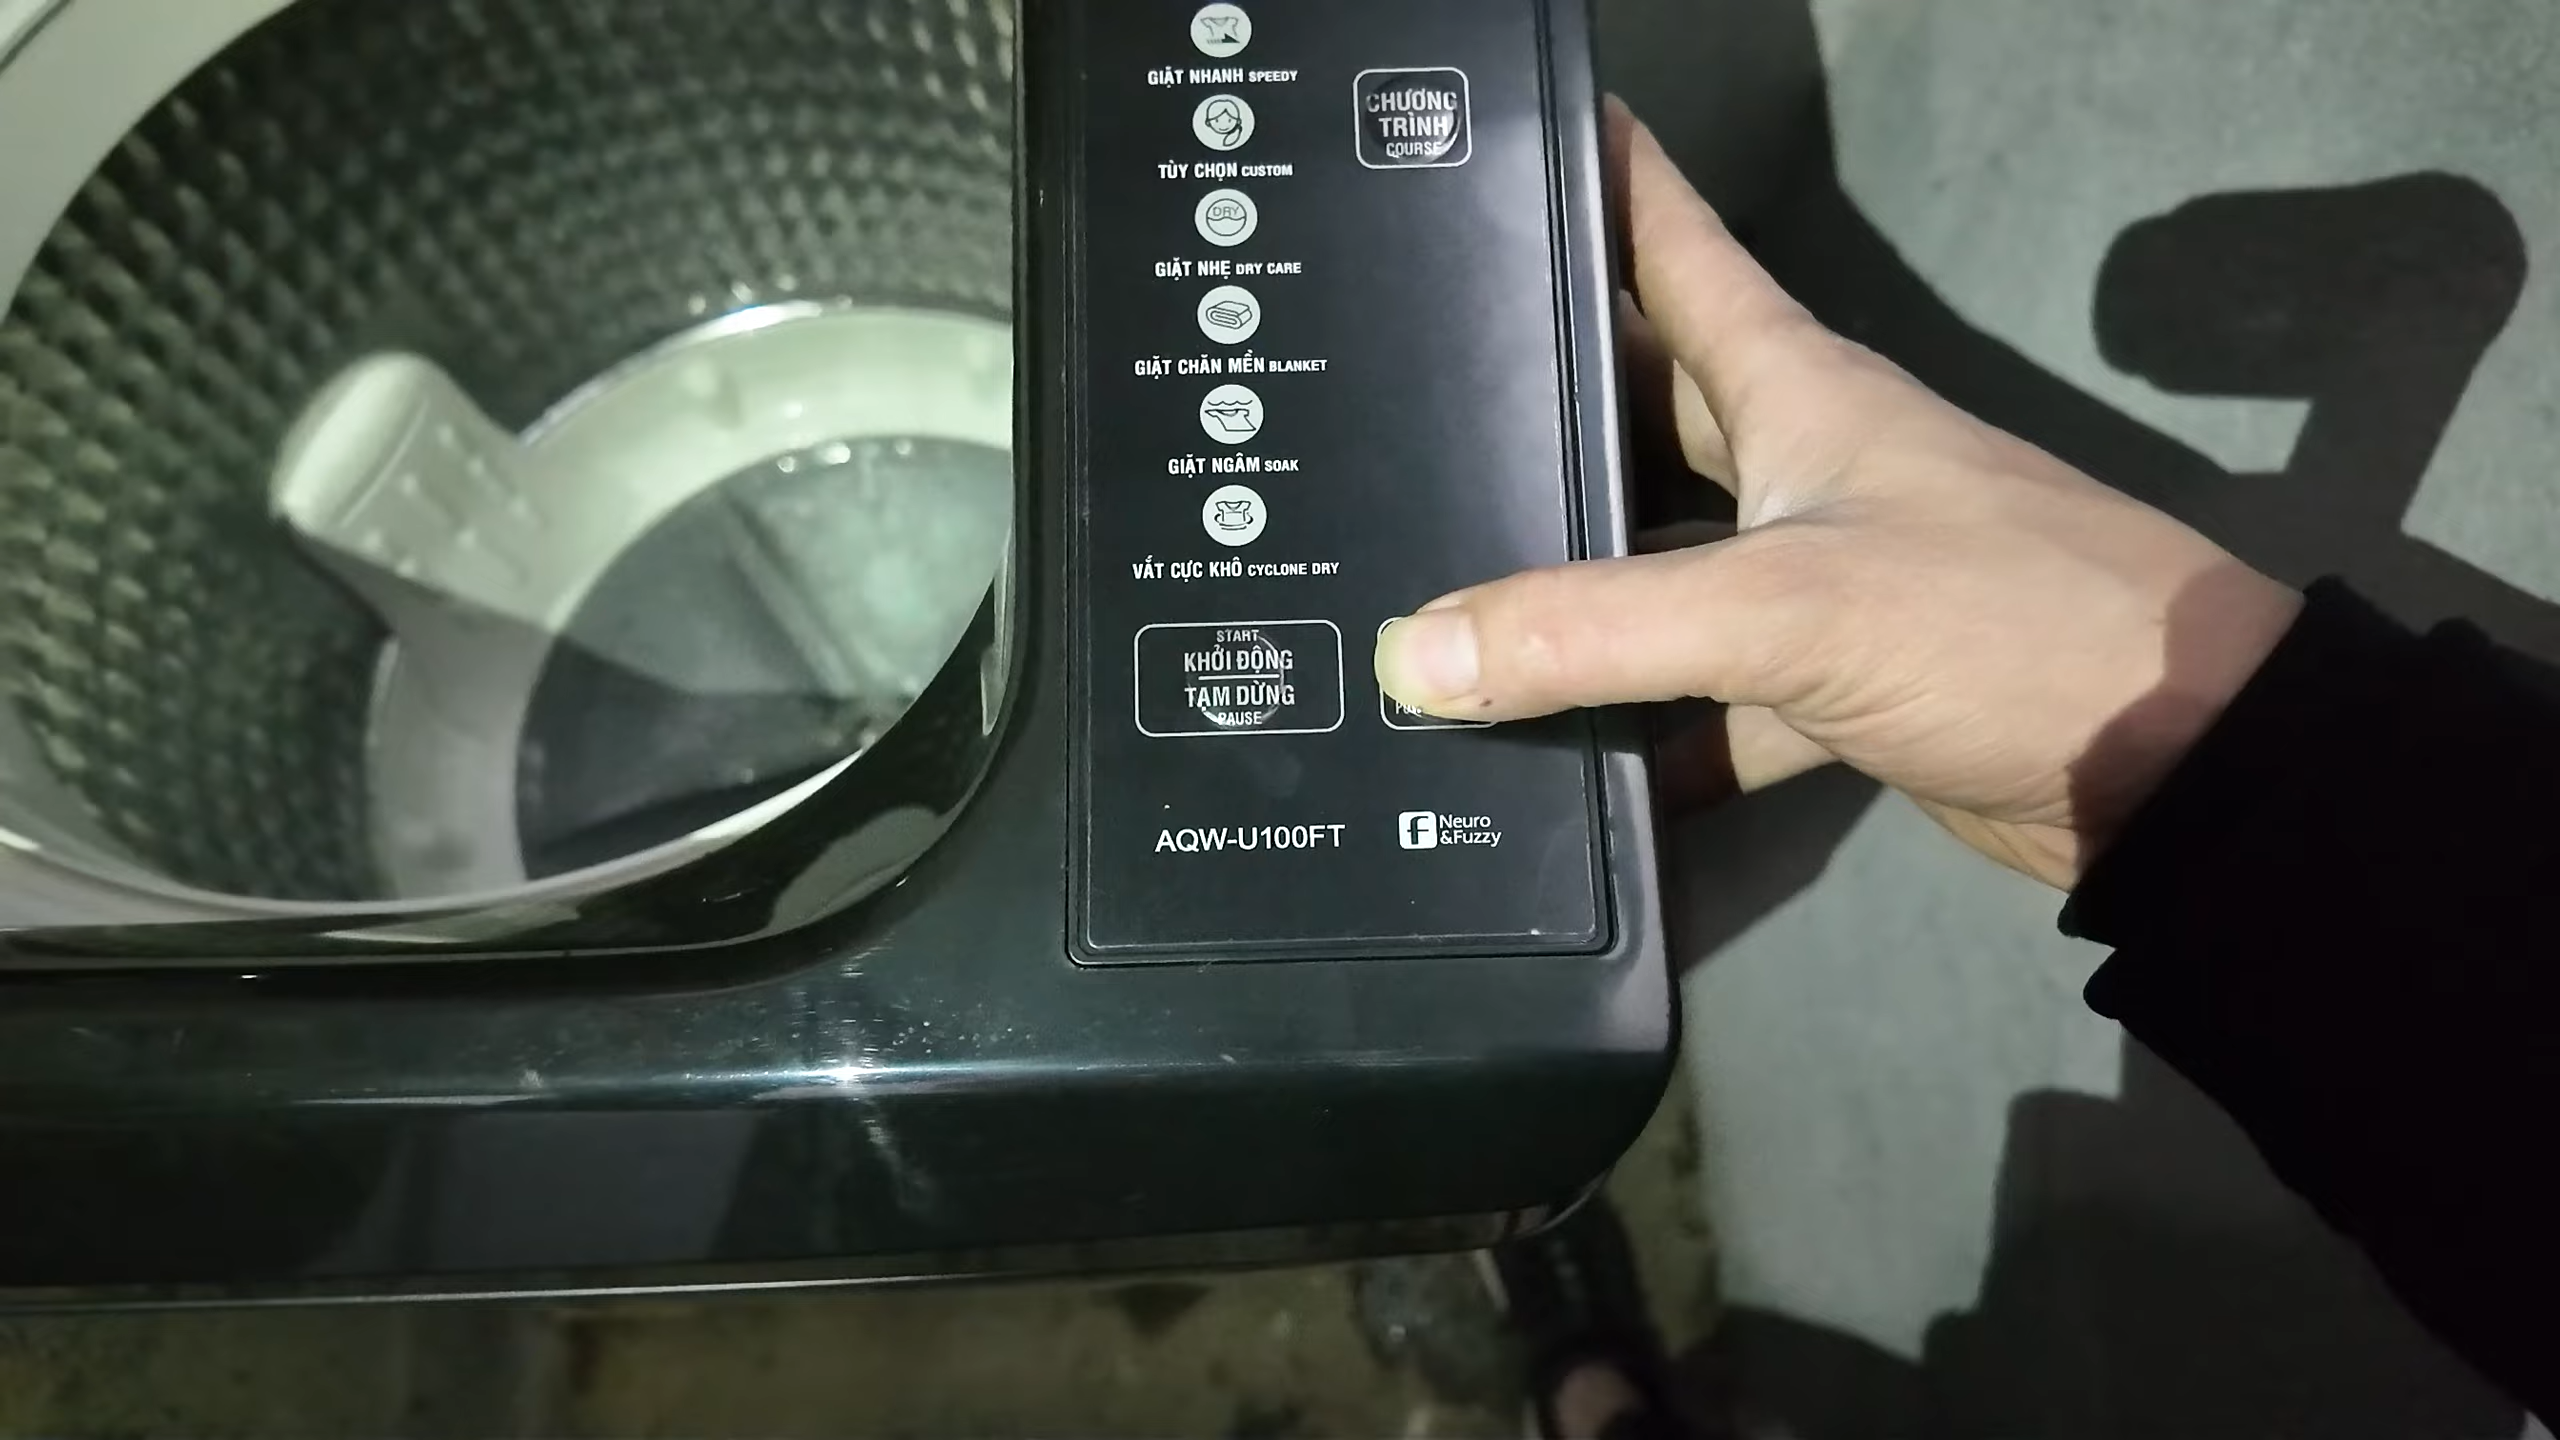 GIẶT NHANH SPEEDY
CHƯƠNG
TRÌNH
COURSE
TÙY CHỌN CUSTOM
DRY
GIẶT NHẸ DRY CARE
GIẶT CHĂN MỀN BLANKET
GIẶT NGÂM SOAK
VẮT CỰC KHÔ CYCLONE DRY
START
KHỞI ĐỘNG
TẠM DỪNG
PAUSE
AQW-U100FT
f Neuro
&Fuzzy